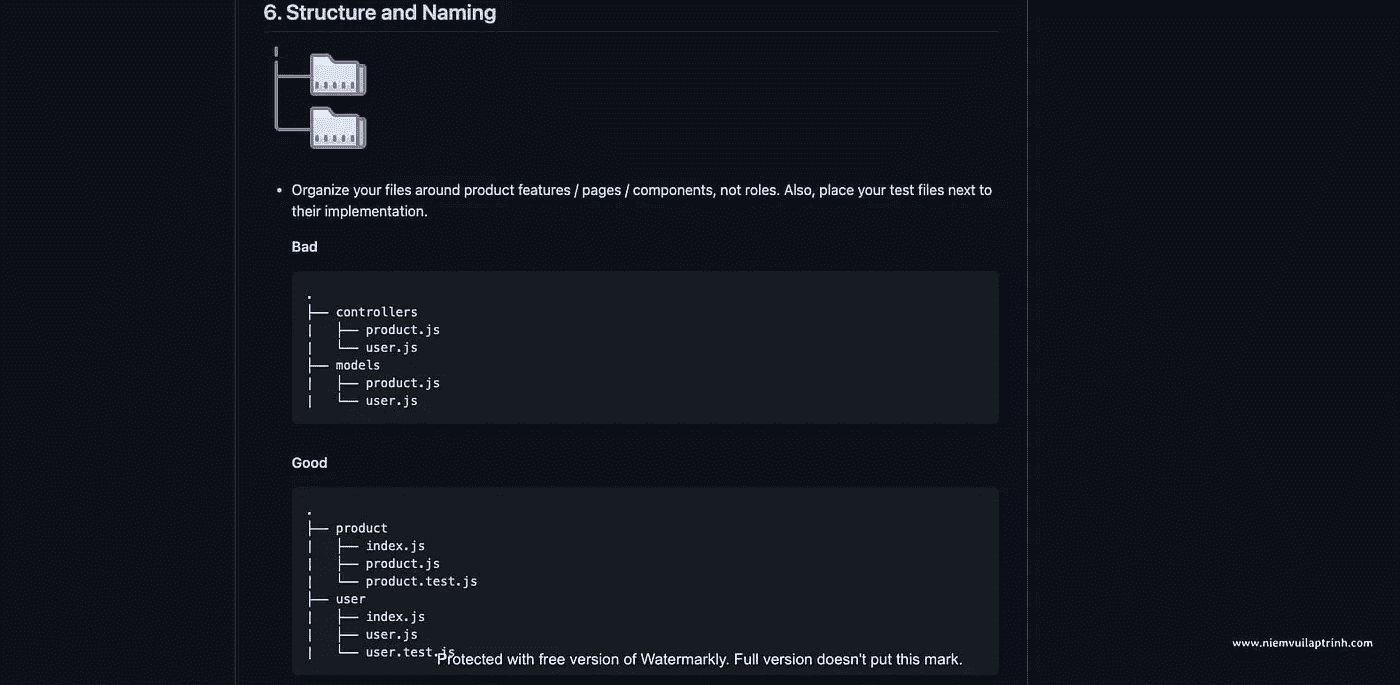 6. Structure and Naming
• Organize your files around product features / pages / components, not roles. Also, place your test files next to
their implementation.
Bad
.
├── controllers
|   ├── product.js
|   └── user.js
├── models
|   ├── product.js
|   └── user.js
Good
.
├── product
|   ├── index.js
|   ├── product.js
|   └── product.test.js
├── user
|   ├── index.js
|   ├── user.js
|   └── user.test.js
www.niemvuilaptrinh.com
Protected with free version of Watermarkly. Full version doesn't put this mark.